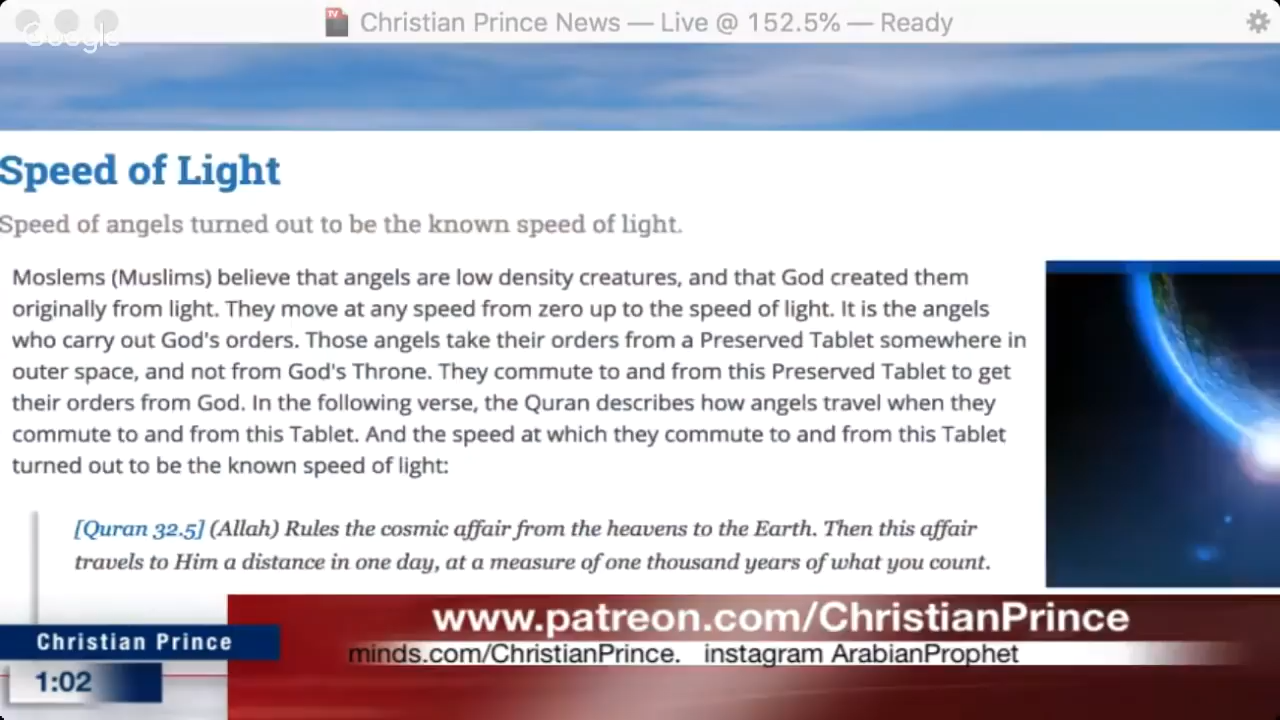 Christian Prince News — Live @ 152.5% — Ready
Google
Speed of Light
Speed of angels turned out to be the known speed of light.
Moslems (Muslims) believe that angels are low density creatures, and that God created them
originally from light. They move at any speed from zero up to the speed of light. It is the angels
who carry out God's orders. Those angels take their orders from a Preserved Tablet somewhere in
outer space, and not from God's Throne. They commute to and from this Preserved Tablet to get
their orders from God. In the following verse, the Quran describes how angels travel when they
commute to and from this Tablet. And the speed at which they commute to and from this Tablet
turned out to be the known speed of light:
[Quran 32.5] (Allah) Rules the cosmic affair from the heavens to the Earth. Then this affair
travels to Him a distance in one day, at a measure of one thousand years of what you count.
www.patreon.com/ChristianPrince
Christian Prince
minds.com/ChristianPrince. instagram ArabianProphet
1:02